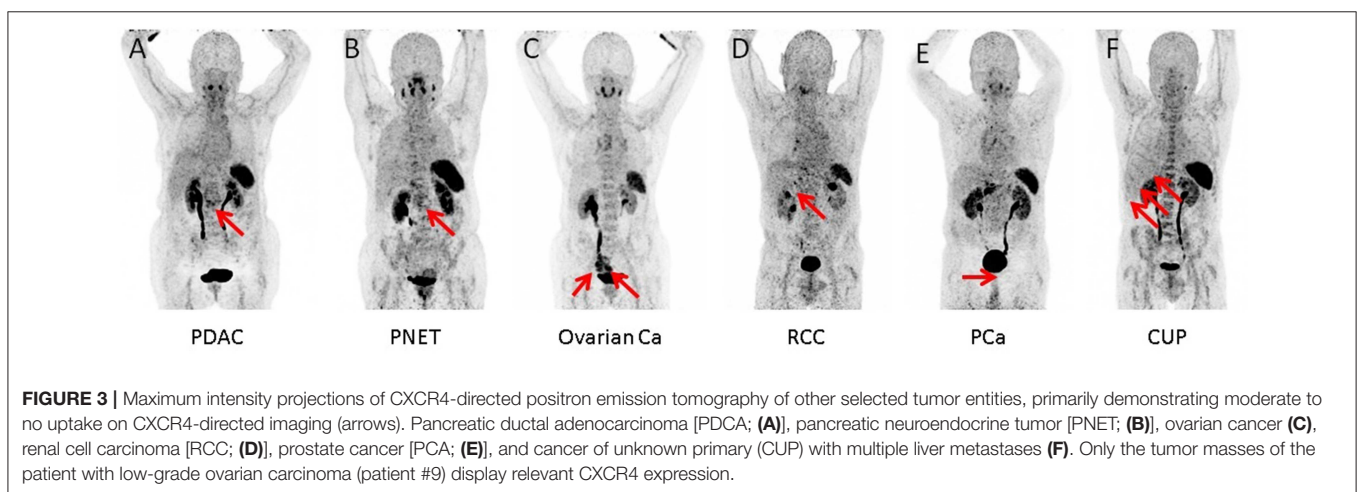 A B C D E F
PDAC PNET Ovarian Ca RCC PCa CUP
FIGURE 3 | Maximum intensity projections of CXCR4-directed positron emission tomography of other selected tumor entities, primarily demonstrating moderate to
no uptake on CXCR4-directed imaging (arrows). Pancreatic ductal adenocarcinoma [PDCA; (A)], pancreatic neuroendocrine tumor [PNET; (B)], ovarian cancer (C),
renal cell carcinoma [RCC; (D)], prostate cancer [PCA; (E)], and cancer of unknown primary (CUP) with multiple liver metastases (F). Only the tumor masses of the
patient with low-grade ovarian carcinoma (patient #9) display relevant CXCR4 expression.